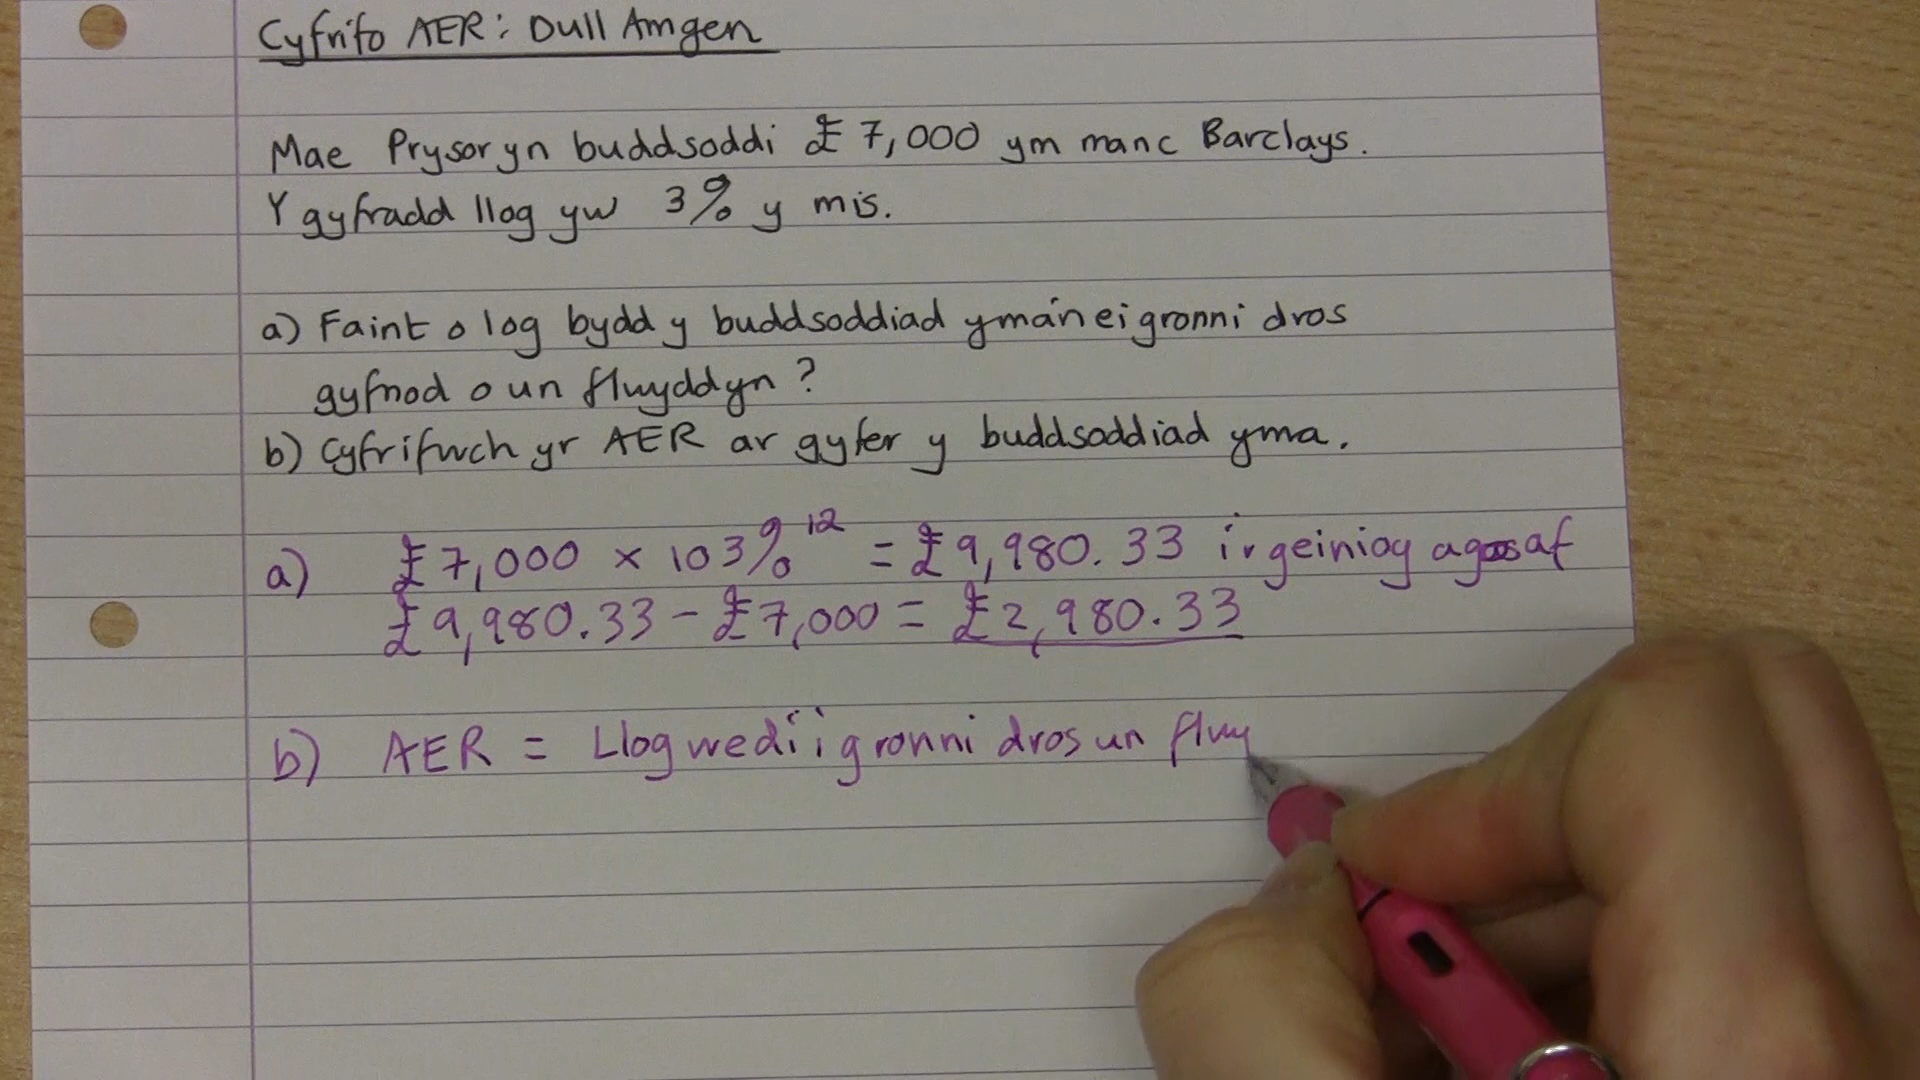 Cyfrifo AER: Dull Amgen
Mae Prysor yn buddsoddi £7,000 ym manc Barclays.
Y gyfradd llog yw 3% y mis.
a) Faint o log bydd y buddsoddiad yma'n ei gronni dros
gyfnod o un flwyddyn?
b) Cyfrifwch yr AER ar gyfer y buddsoddiad yma.
a) £7,000 × 103%¹² = £9,980.33 i'r geiniog agosaf
£9,980.33 - £7,000 = £2,980.33
b) AER = Llog wedi'i gronni dros un flwy